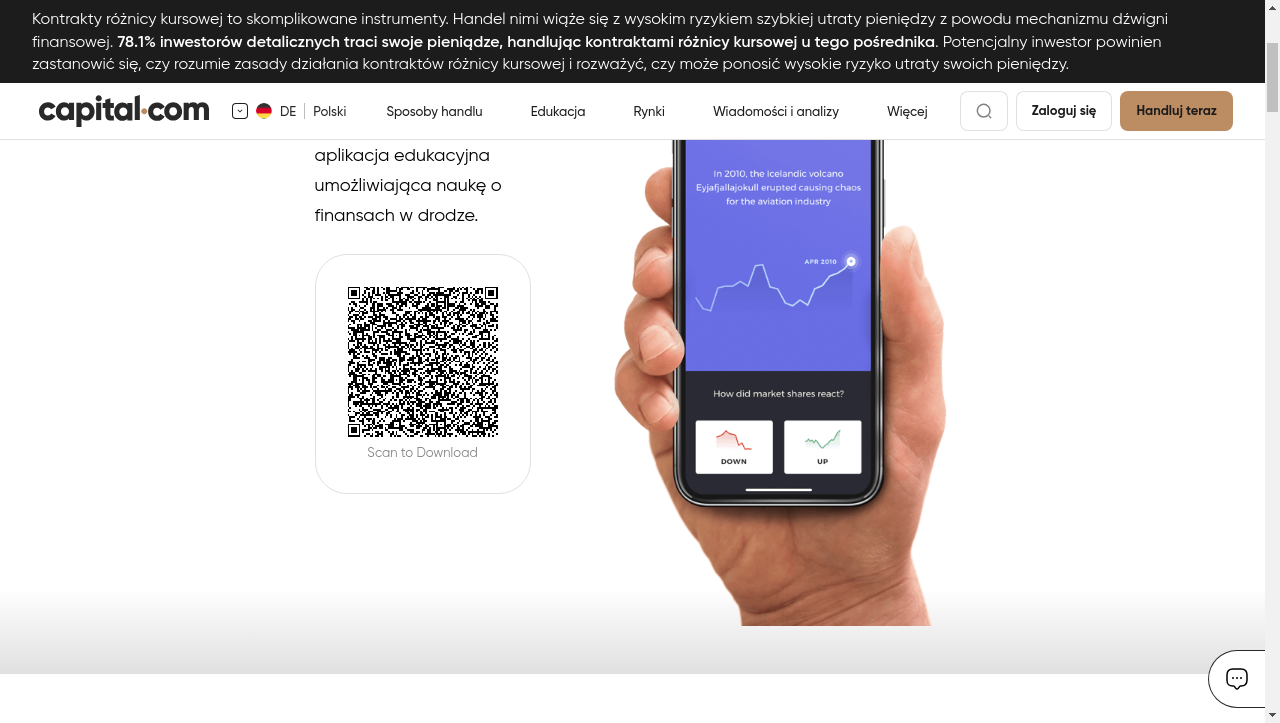 Kontrakty różnicy kursowej to skomplikowane instrumenty. Handel nimi wiąże się z wysokim ryzykiem szybkiej utraty pieniędzy z powodu mechanizmu dźwigni
finansowej. 78.1% inwestorów detalicznych traci swoje pieniądze, handlując kontraktami różnicy kursowej u tego pośrednika. Potencjalny inwestor powinien
zastanowić się, czy rozumie zasady działania kontraktów różnicy kursowej i rozważyć, czy może ponosić wysokie ryzyko utraty swoich pieniędzy.
capital.com DE Polski Sposoby handlu Edukacja Rynki Wiadomości i analizy Więcej Zaloguj się Handluj teraz
aplikacja edukacyjna
umożliwiająca naukę o
finansach w drodze.
Scan to Download
In 2010, the Icelandic volcano
Eyjafjallajokull erupted causing chaos
for the aviation industry
APR 2010
How did market shares react?
DOWN UP